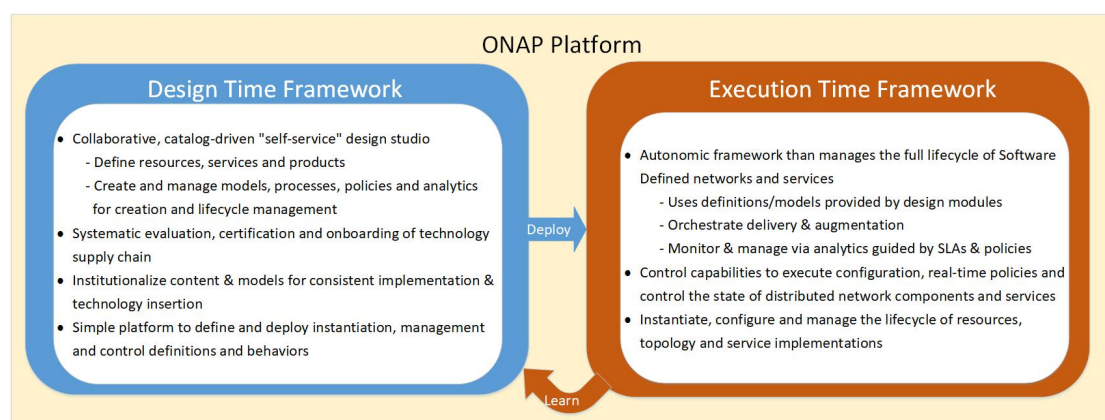 ONAP Platform
Design Time Framework
• Collaborative, catalog-driven "self-service" design studio
- Define resources, services and products
- Create and manage models, processes, policies and analytics
for creation and lifecycle management
• Systematic evaluation, certification and onboarding of technology
supply chain
• Institutionalize content & models for consistent implementation &
technology insertion
• Simple platform to define and deploy instantiation, management
and control definitions and behaviors
Deploy
Execution Time Framework
• Autonomic framework than manages the full lifecycle of Software
Defined networks and services
- Uses definitions/models provided by design modules
- Orchestrate delivery & augmentation
- Monitor & manage via analytics guided by SLAs & policies
• Control capabilities to execute configuration, real-time policies and
control the state of distributed network components and services
• Instantiate, configure and manage the lifecycle of resources,
topology and service implementations
Learn